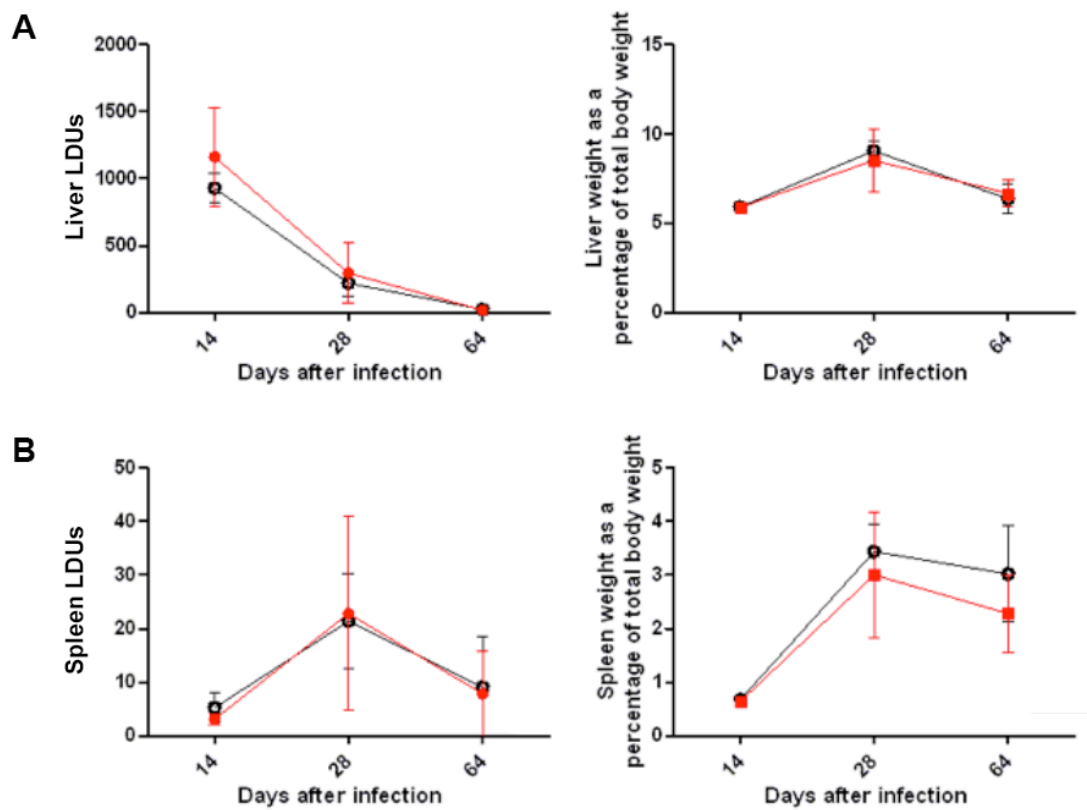 A
Liver LDUs
2000
1500
1000
500
0
14
28
64
Days after infection
Liver weight as a
percentage of total body weight
15
10
5
0
14
28
64
Days after infection
B
Spleen LDUs
50
40
30
20
10
0
14
28
64
Days after infection
Spleen weight as a
percentage of total body weight
5
4
3
2
1
0
14
28
64
Days after infection